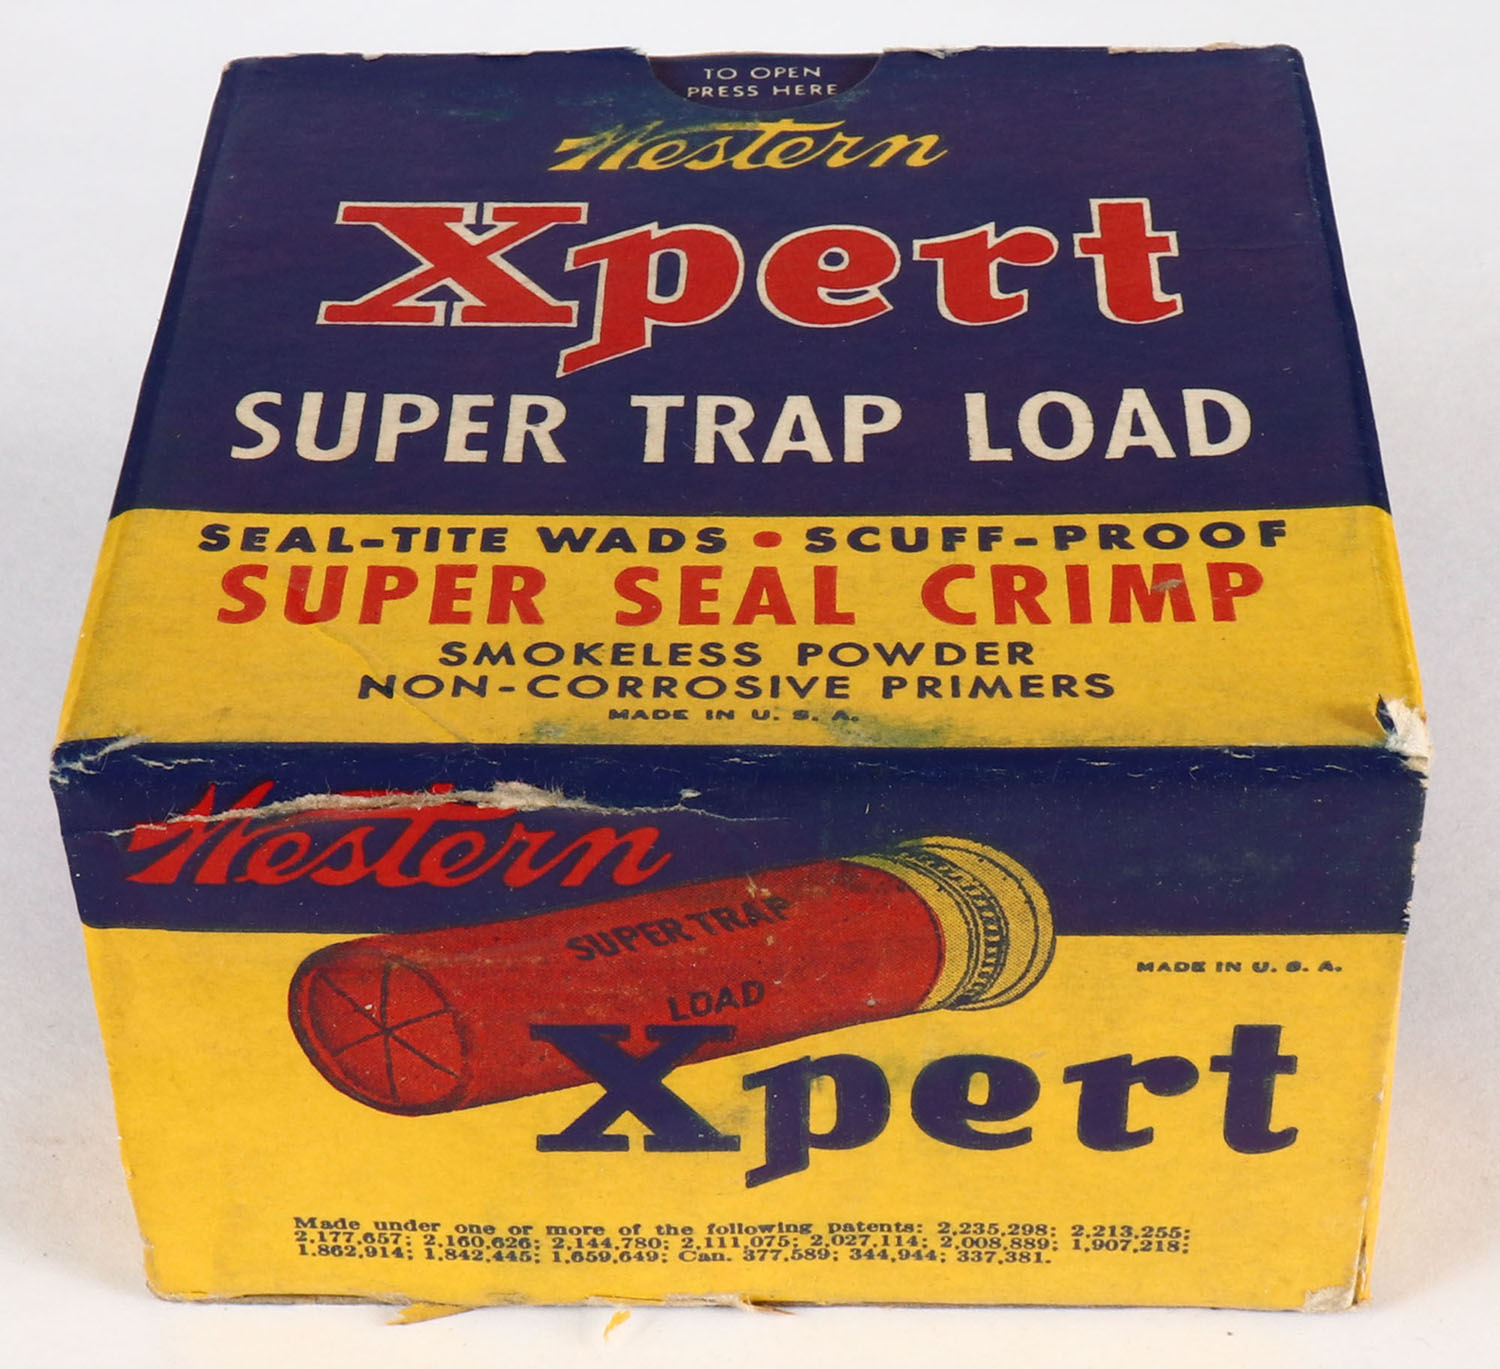 TO OPEN
PRESS HERE
Western
Xpert
SUPER TRAP LOAD
SEAL-TITE WADS • SCUFF-PROOF
SUPER SEAL CRIMP
SMOKELESS POWDER
NON-CORROSIVE PRIMERS
MADE IN U. S. A.
Western
SUPER TRAP
LOAD
MADE IN U. S. A.
Xpert
Made under one or more of the following patents: 2,235,298; 2,213,255;
2,177,657; 2,160,626; 2,144,780; 2,111,075; 2,027,114; 2,008,889; 1,907,218;
1,862,914; 1,842,445; 1,659,649; Can. 377,589; 344,944; 337,381.